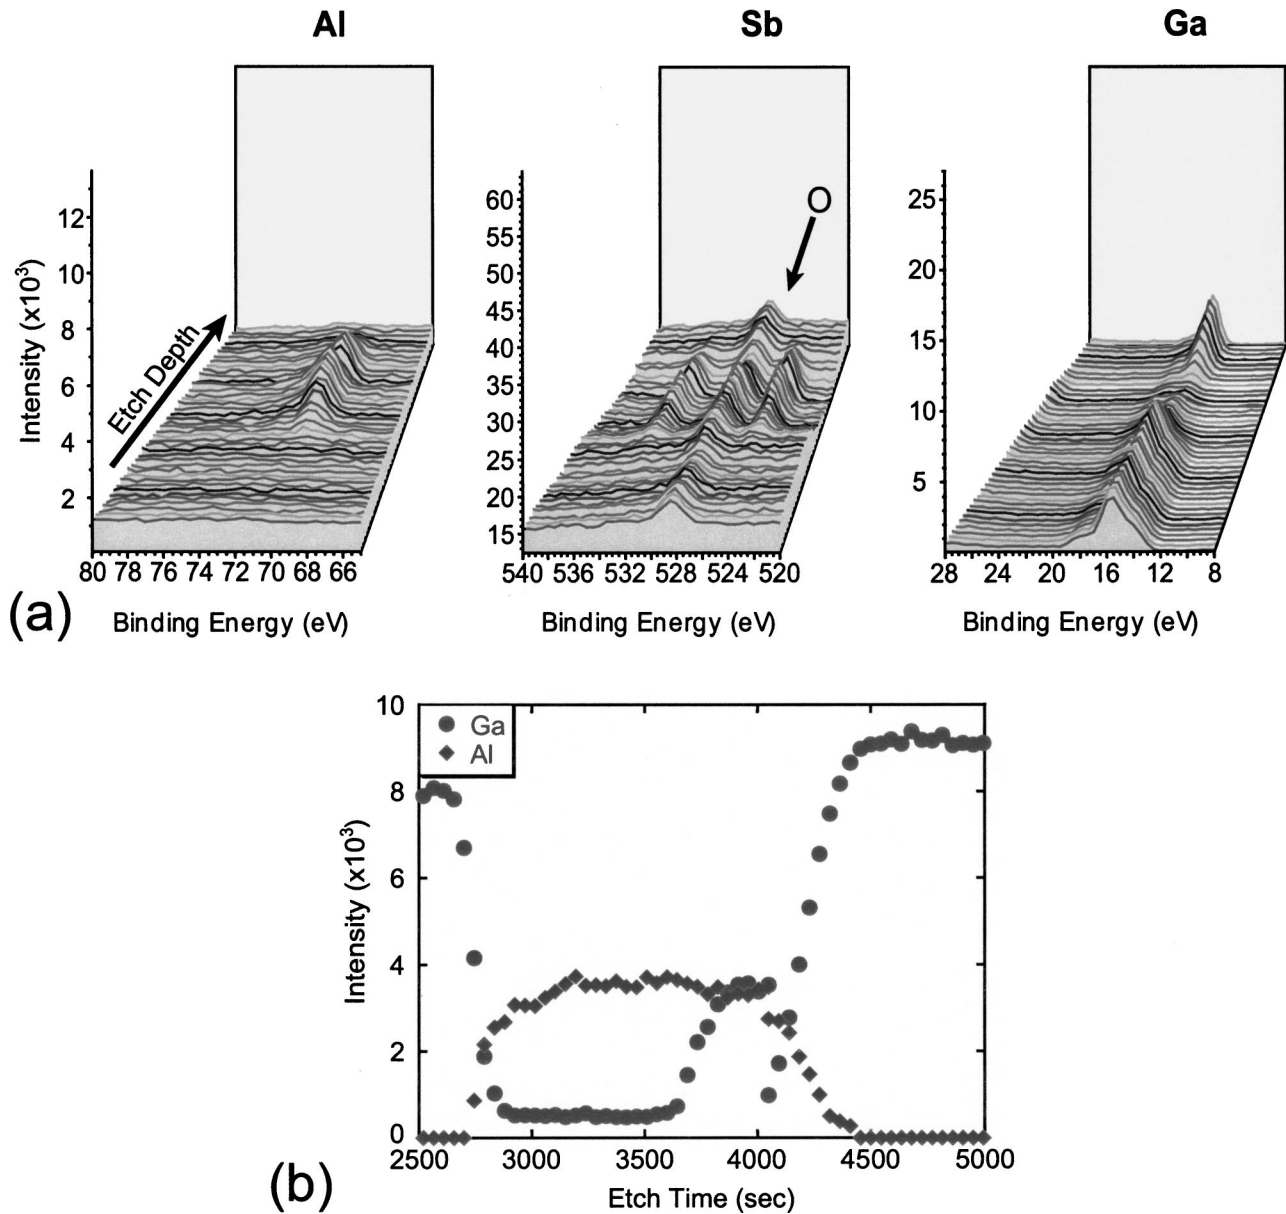 Al Sb Ga
Intensity (x10³)
12
10
8
6
4
2
Etch Depth
80 78 76 74 72 70 68 66
Binding Energy (eV)
60
55
50
45
40
35
30
25
20
15
O
540 536 532 528 524 520
Binding Energy (eV)
25
20
15
10
5
28 24 20 16 12 8
Binding Energy (eV)
(a)
Intensity (x10³)
10
8
6
4
2
0
Ga
Al
2500 3000 3500 4000 4500 5000
Etch Time (sec)
(b)